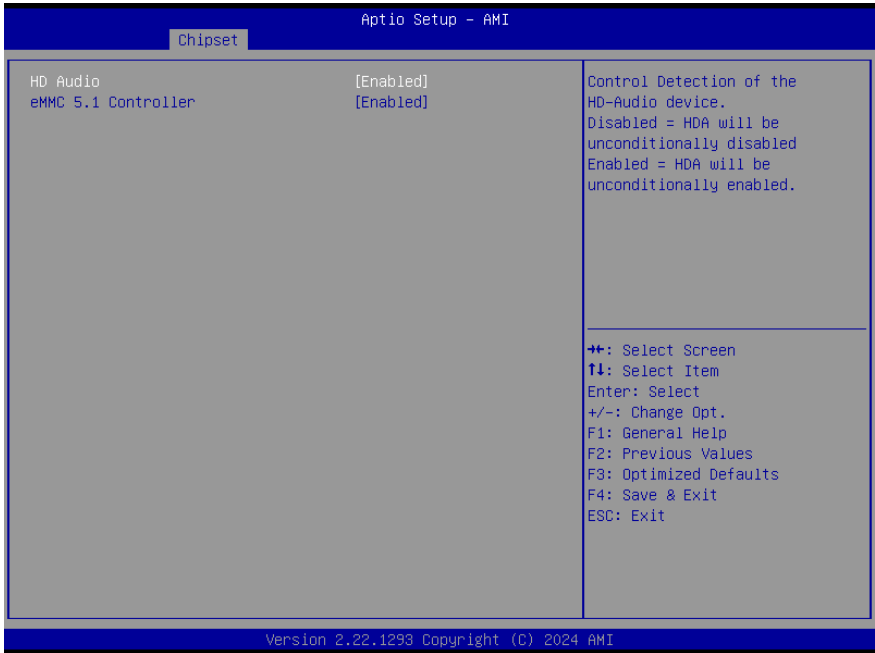 Aptio Setup – AMI
Chipset
HD Audio [Enabled]
eMMC 5.1 Controller [Enabled]
Control Detection of the
HD-Audio device.
Disabled = HDA will be
unconditionally disabled
Enabled = HDA will be
unconditionally enabled.
→←: Select Screen
↑↓: Select Item
Enter: Select
+/-: Change Opt.
F1: General Help
F2: Previous Values
F3: Optimized Defaults
F4: Save & Exit
ESC: Exit
Version 2.22.1293 Copyright (C) 2024 AMI